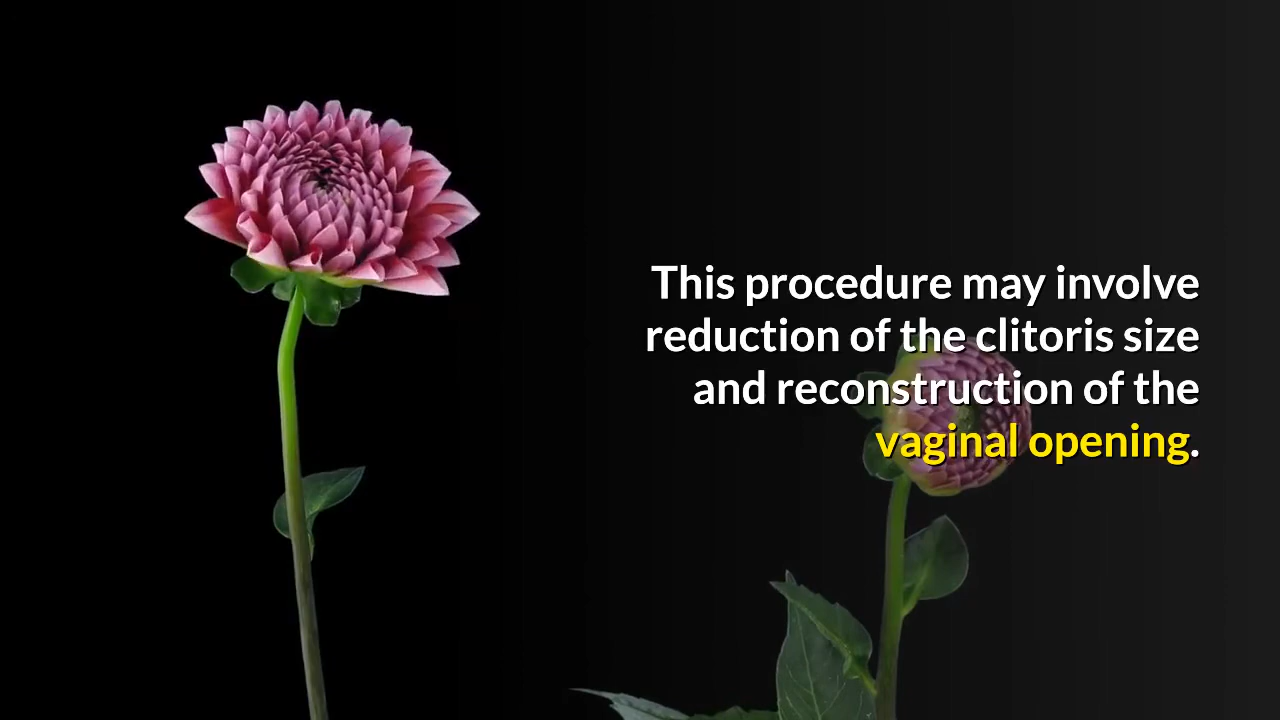 This procedure may involve
reduction of the clitoris size
and reconstruction of the
vaginal opening.